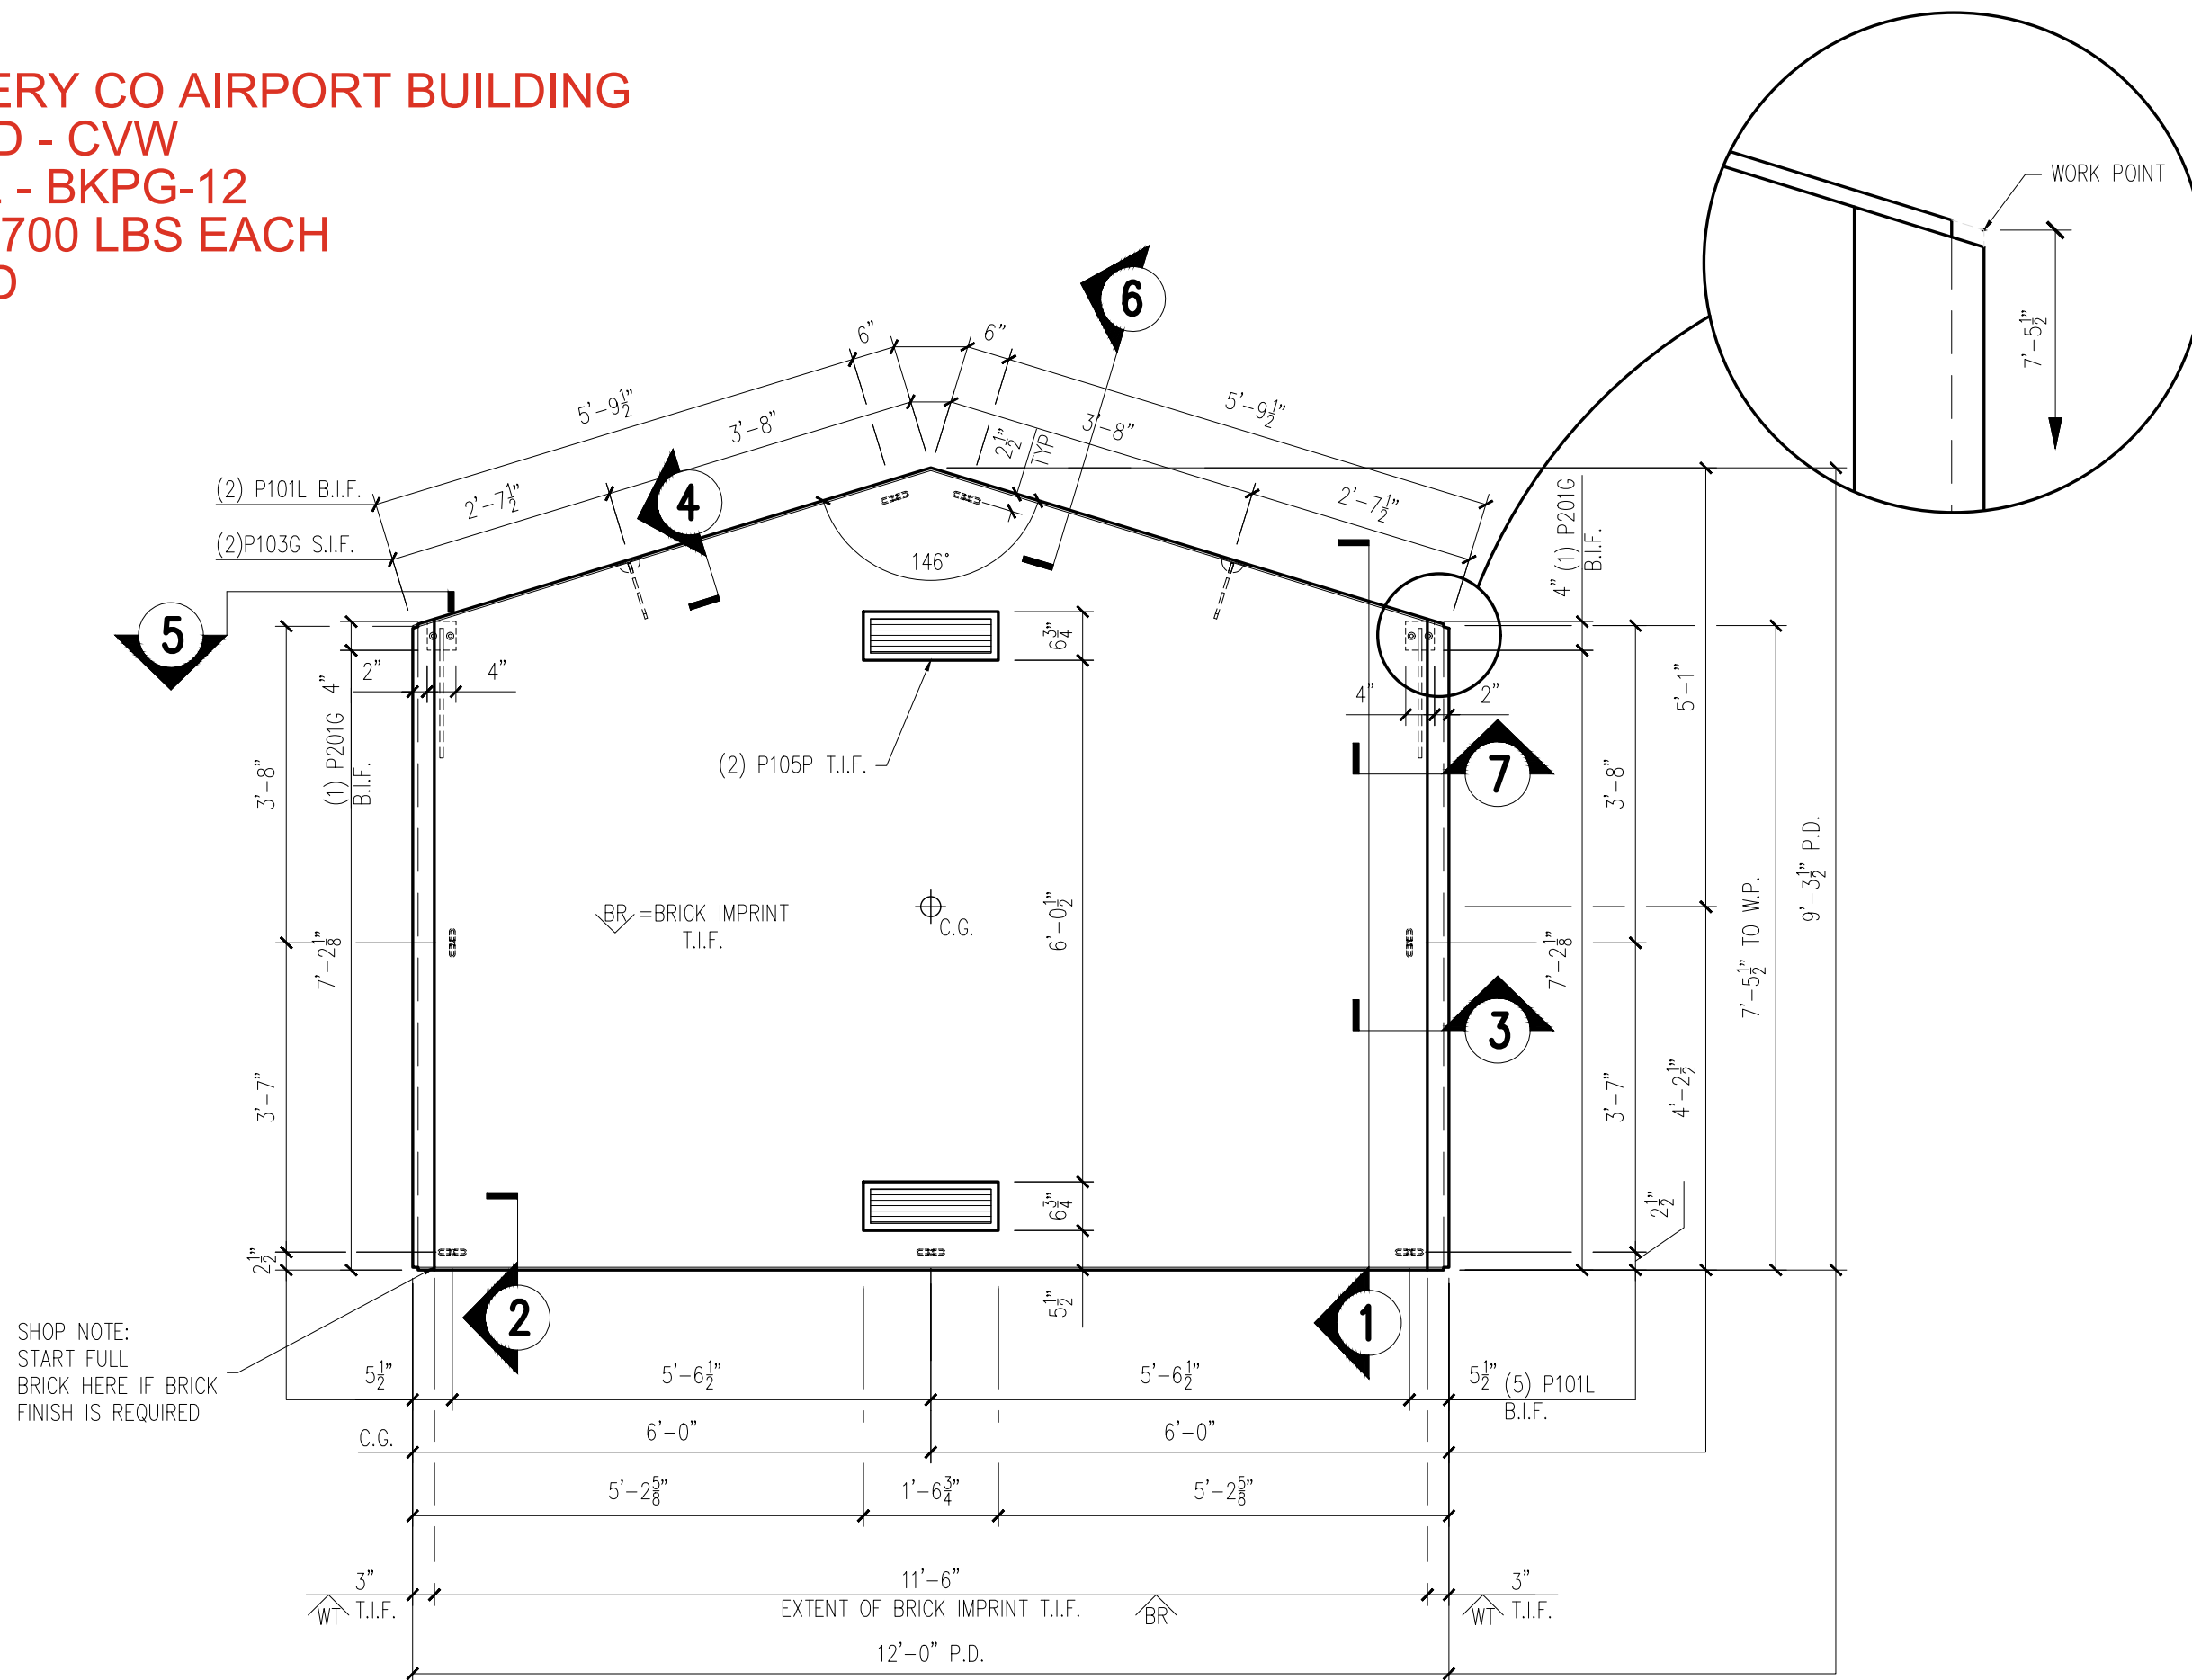 ERY CO AIRPORT BUILDING
D - CVW
- BKPG-12
700 LBS EACH
D
WORK POINT
7'-5½"
6
6"
6"
5'-9½"
5'-9½"
3'-8"
3'-8"
2½"
TYP
(2) P101L B.I.F.
2'-7½"
4
2'-7½"
(2)P103G S.I.F.
146°
4" (1) P201G
B.I.F.
5
6¾"
2"
4"
4"
2"
5'-1"
(1) P201G 4"
B.I.F.
(2) P105P T.I.F.
7
3'-8"
3'-8"
9'-3½" P.D.
BR =BRICK IMPRINT
T.I.F.
C.G.
6'-0½"
7'-2⅛"
7'-2⅛"
7'-5½" TO W.P.
3
3'-7"
3'-7"
4'-2½"
6¾"
2½"
2½"
5½"
2
1
SHOP NOTE:
START FULL
BRICK HERE IF BRICK
FINISH IS REQUIRED
5½"
5'-6½"
5'-6½"
5½"
(5) P101L
B.I.F.
C.G.
6'-0"
6'-0"
5'-2⅝"
1'-6¾"
5'-2⅝"
3"
WT T.I.F.
11'-6"
EXTENT OF BRICK IMPRINT T.I.F.
BR
3"
WT T.I.F.
12'-0" P.D.